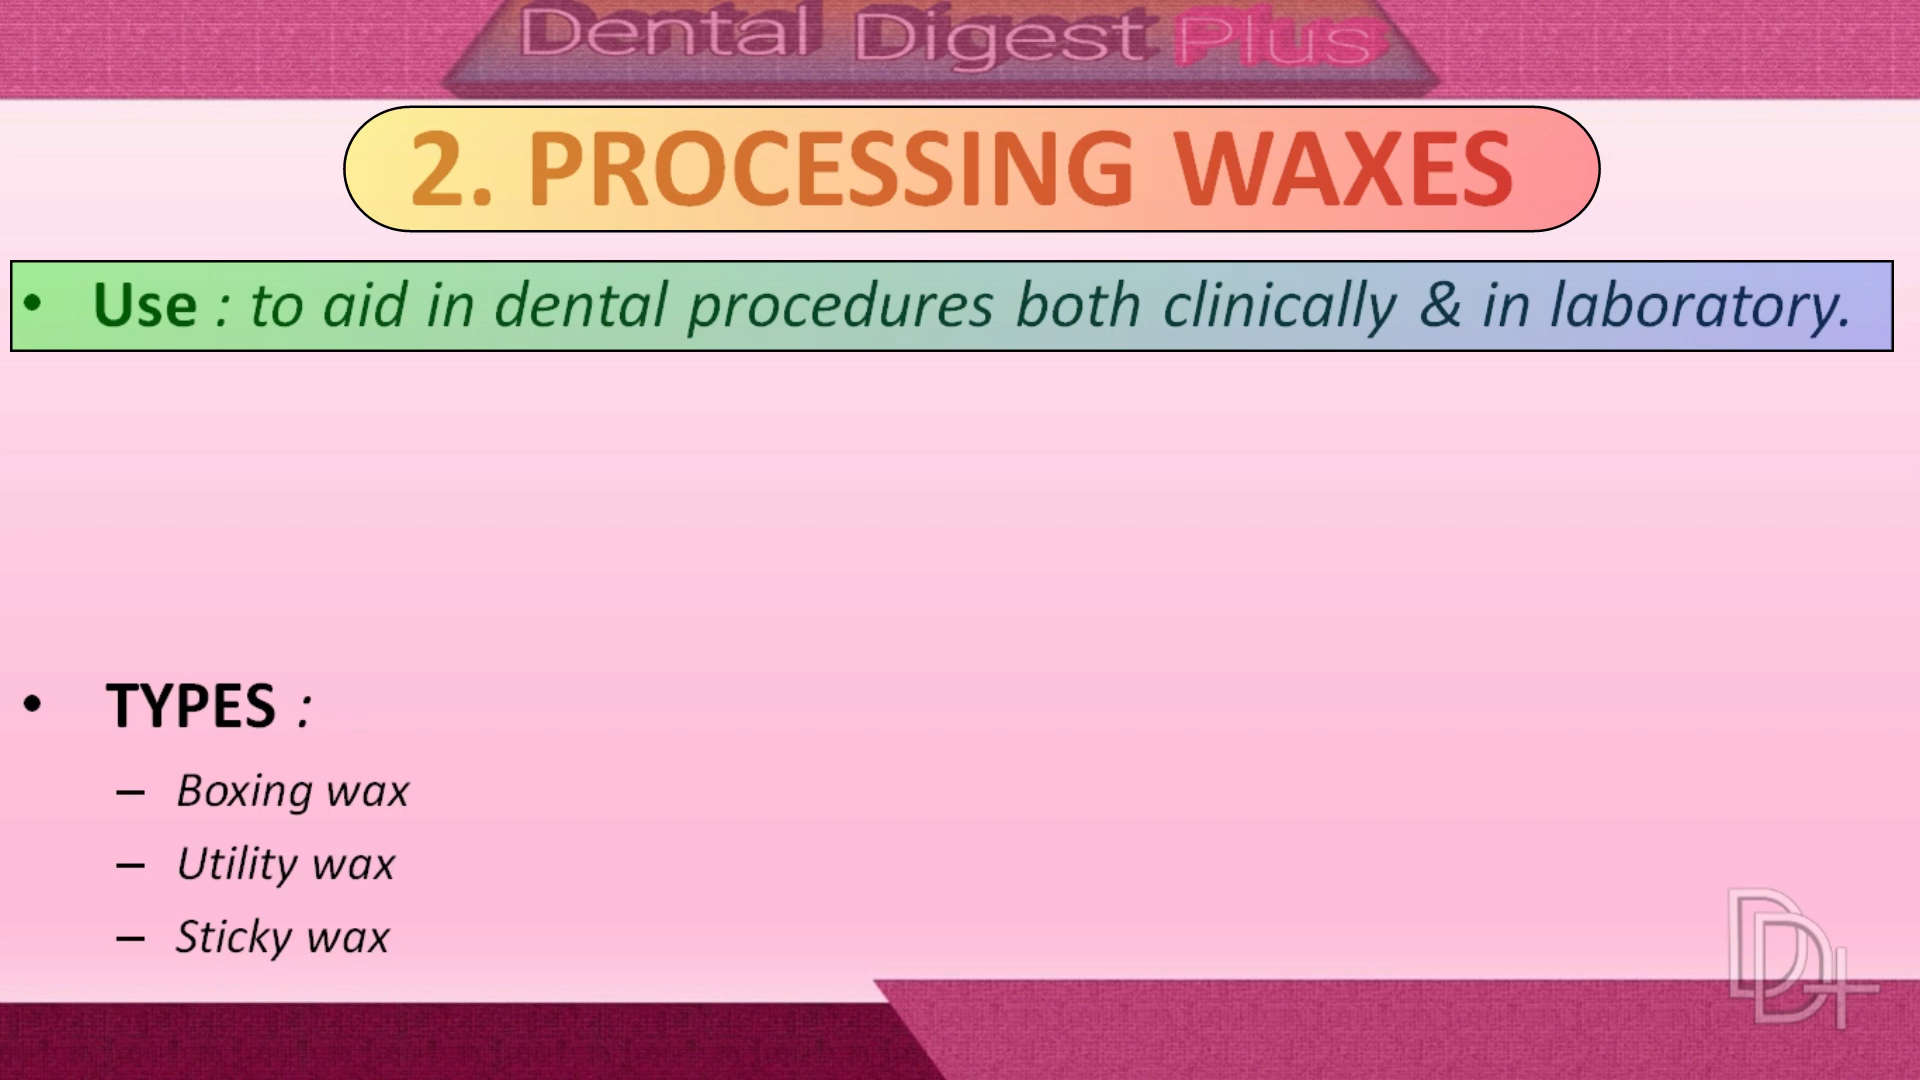 Dental Digest Plus
2. PROCESSING WAXES
• Use : to aid in dental procedures both clinically & in laboratory.
• TYPES :
– Boxing wax
– Utility wax
– Sticky wax
DD+